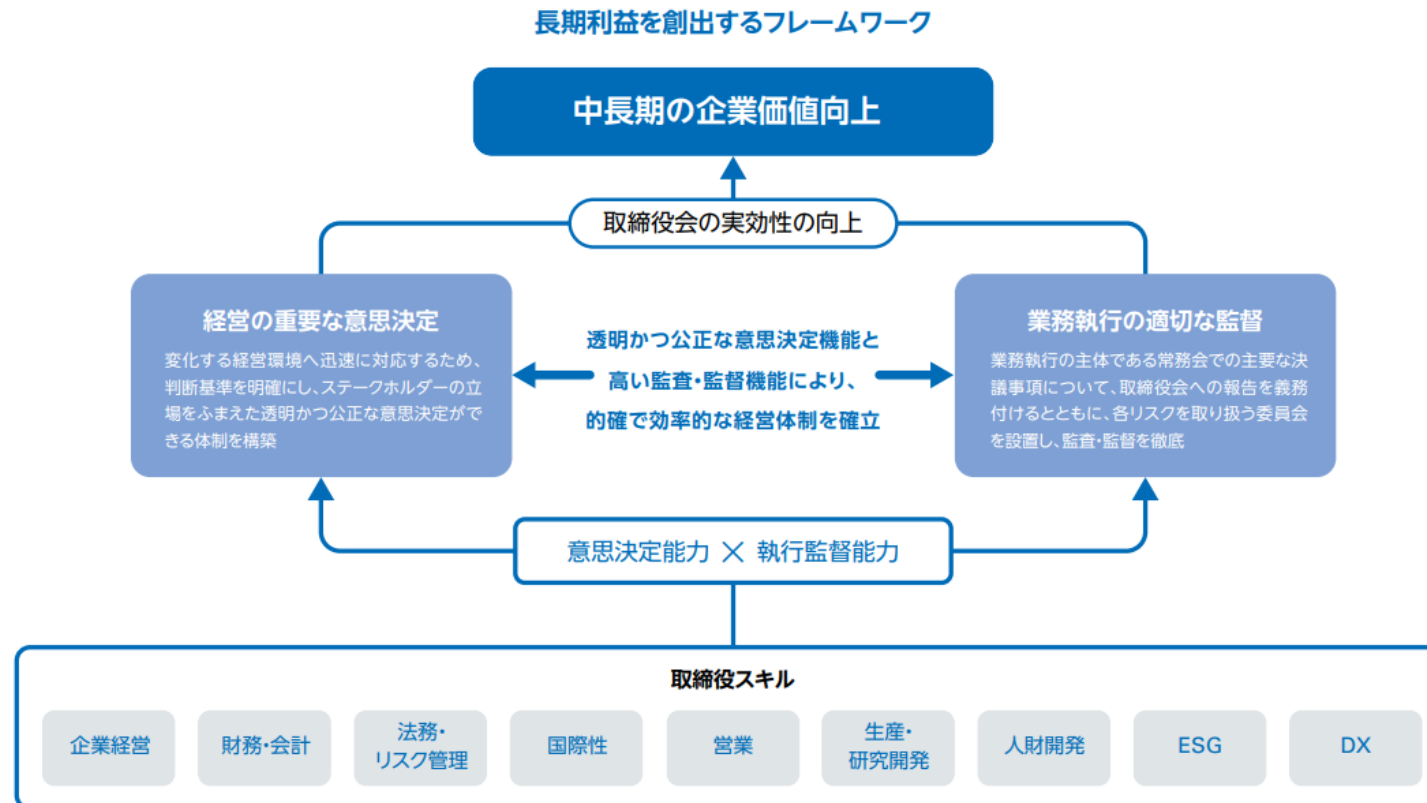 長期利益を創出するフレームワーク
中長期の企業価値向上
取締役会の実効性の向上
経営の重要な意思決定
変化する経営環境へ迅速に対応するため、
判断基準を明確にし、ステークホルダーの立
場をふまえた透明かつ公正な意思決定がで
きる体制を構築
透明かつ公正な意思決定機能と
高い監査・監督機能により、
的確で効率的な経営体制を確立
業務執行の適切な監督
業務執行の主体である常務会での主要な決
議事項について、取締役会への報告を義務
付けるとともに、各リスクを取り扱う委員会
を設置し、監査・監督を徹底
意思決定能力 × 執行監督能力
取締役スキル
企業経営
財務・会計
法務・
リスク管理
国際性
営業
生産・
研究開発
人財開発
ESG
DX